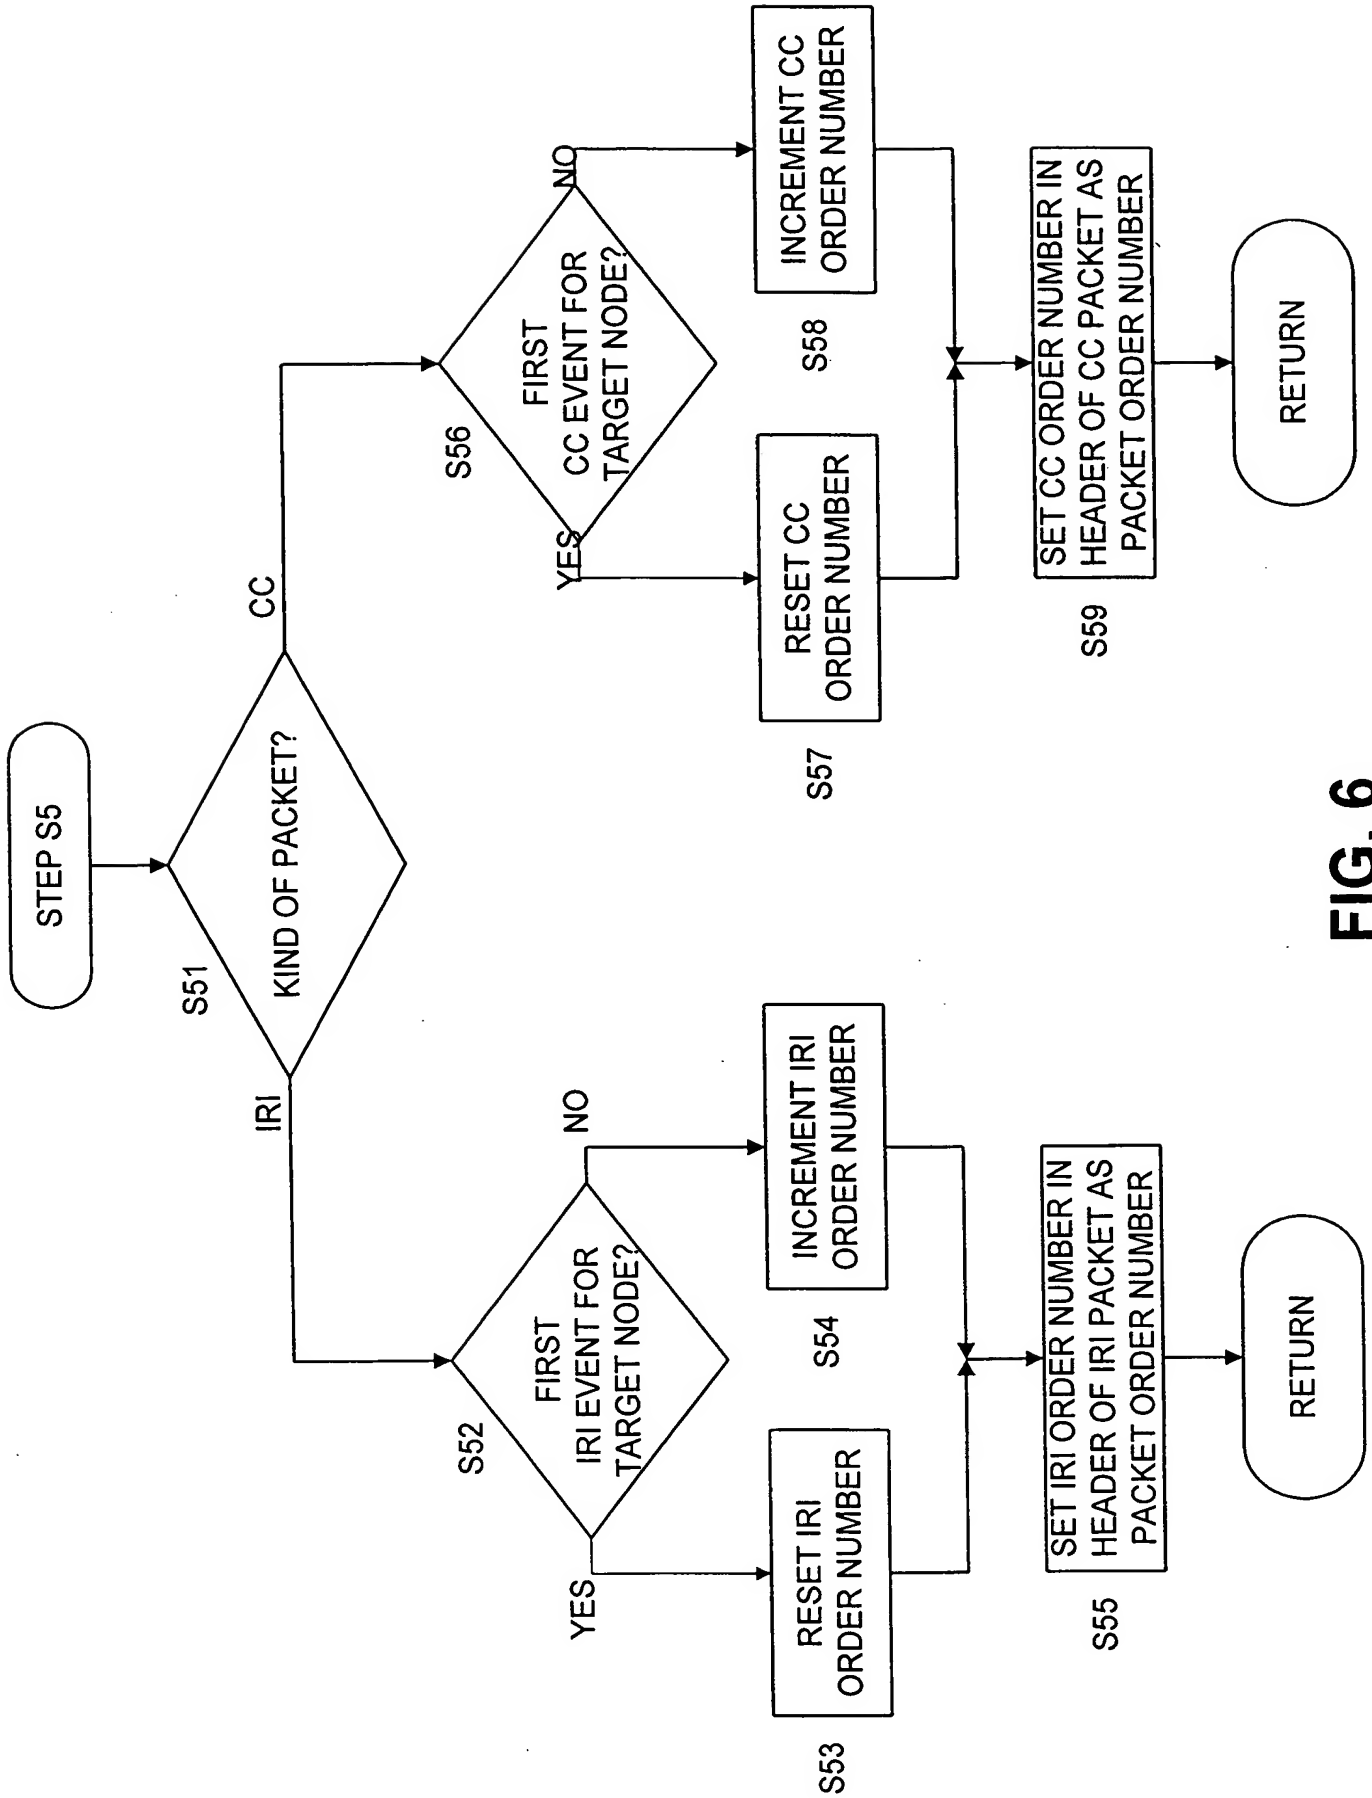 STEP S5
S51
KIND OF PACKET?
IRI
CC
S52
FIRST
IRI EVENT FOR
TARGET NODE?
YES
NO
S53
RESET IRI
ORDER NUMBER
S54
INCREMENT IRI
ORDER NUMBER
S55
SET IRI ORDER NUMBER IN
HEADER OF IRI PACKET AS
PACKET ORDER NUMBER
RETURN
S56
FIRST
CC EVENT FOR
TARGET NODE?
YES
NO
S57
RESET CC
ORDER NUMBER
S58
INCREMENT CC
ORDER NUMBER
S59
SET CC ORDER NUMBER IN
HEADER OF CC PACKET AS
PACKET ORDER NUMBER
RETURN
FIG. 6